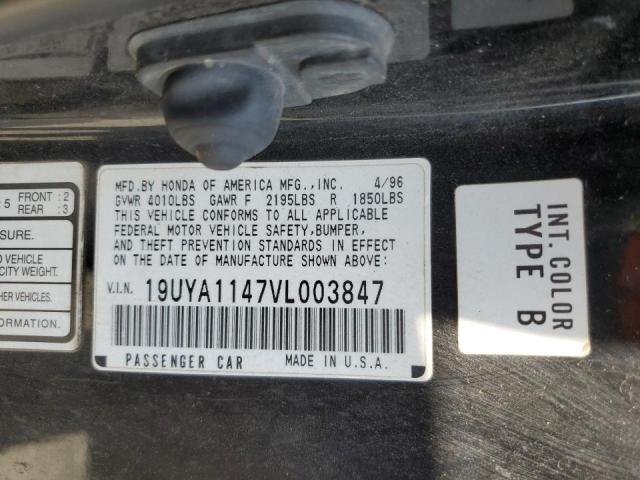 5 FRONT : 2
REAR : 3
SURE.
D VEHICLE
CITY WEIGHT.
HER VEHICLES.
FORMATION.
MFD.BY HONDA OF AMERICA MFG.,INC. 4/96
GVWR 4010LBS GAWR F 2195LBS R 1850LBS
THIS VEHICLE CONFORMS TO ALL APPLICABLE
FEDERAL MOTOR VEHICLE SAFETY,BUMPER,
AND THEFT PREVENTION STANDARDS IN EFFECT
ON THE DATE OF MANUFACTURE SHOWN ABOVE:
V.I.N. 19UYA1147VL003847
PASSENGER CAR MADE IN U.S.A.
INT. COLOR
TYPE B